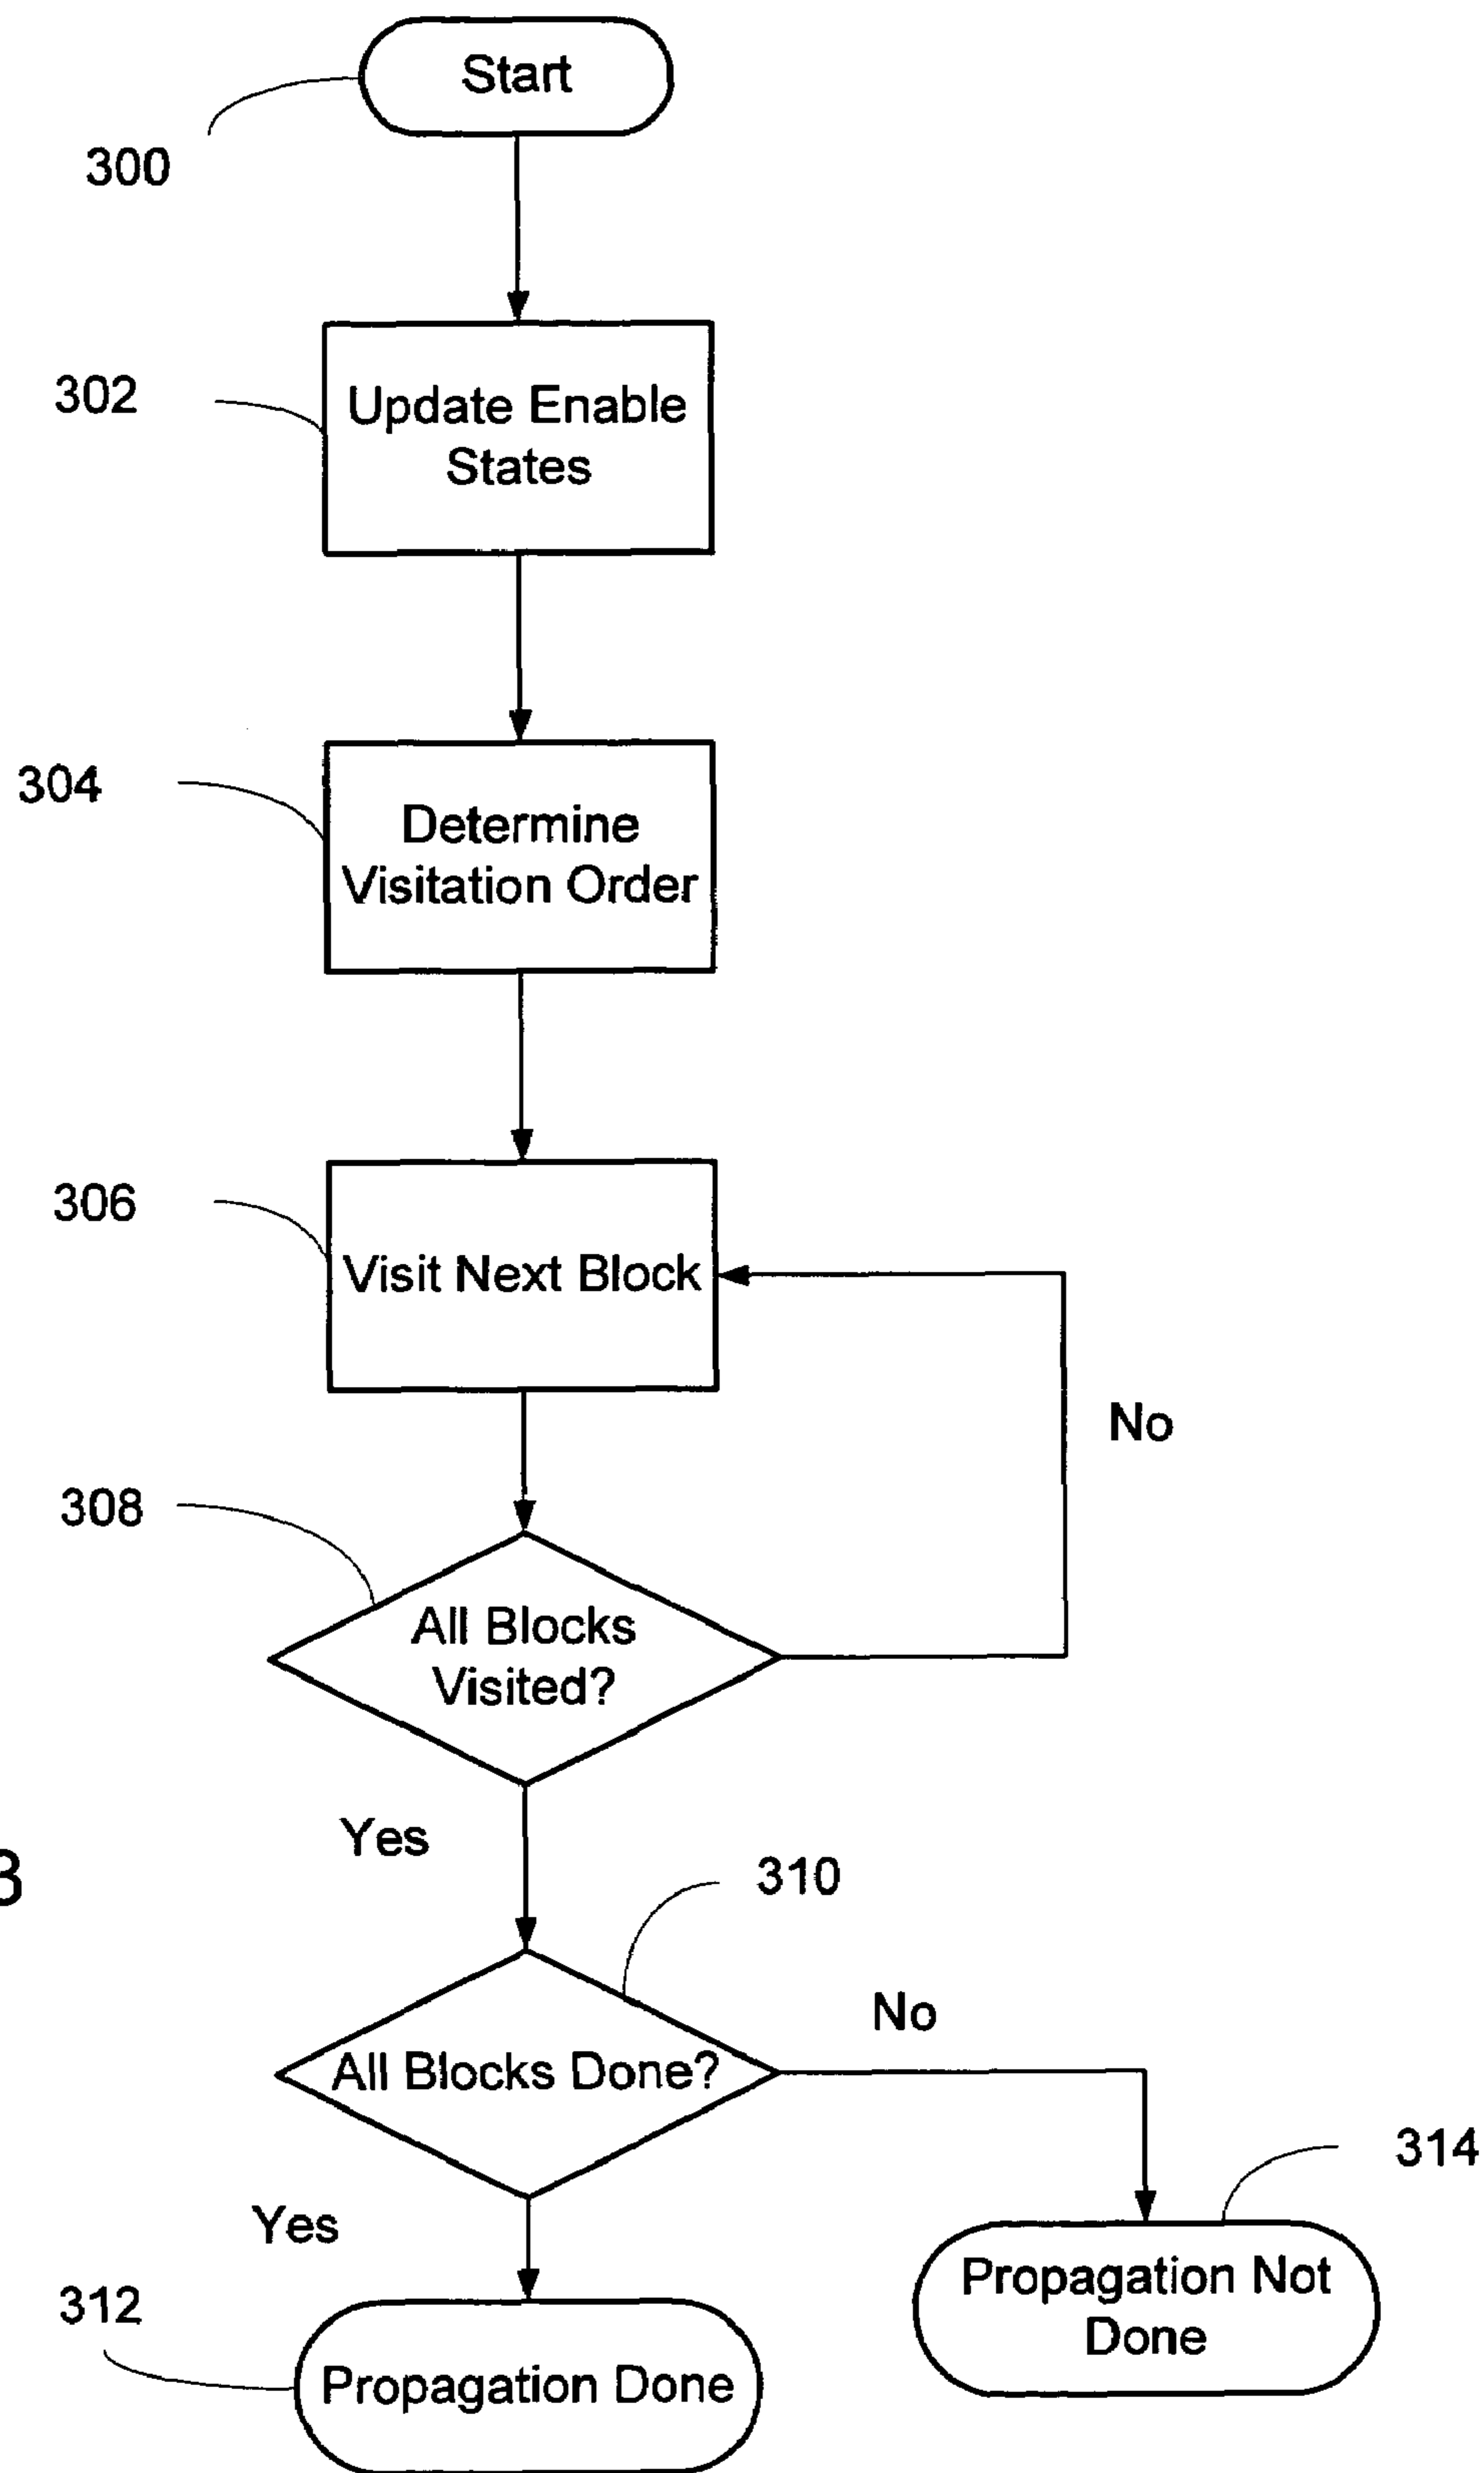 Start
300
302
Update Enable
States
304
Determine
Visitation Order
306
Visit Next Block
No
308
All Blocks
Visited?
Yes
3
310
No
All Blocks Done?
314
Yes
Propagation Not
Done
312
Propagation Done